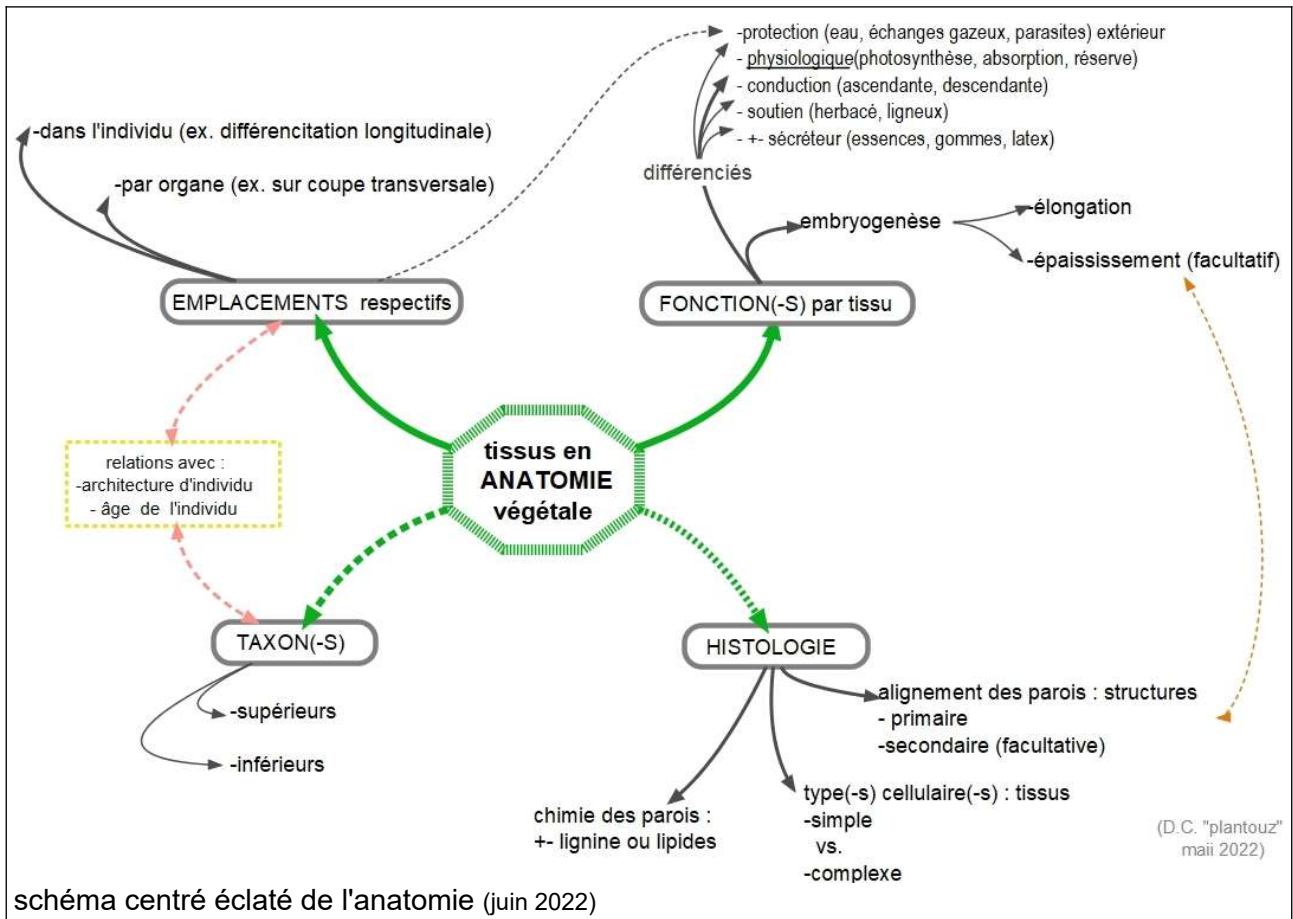 -protection (eau, échanges gazeux, parasites) extérieur
- physiologique(photosynthèse, absorption, réserve)
- conduction (ascendante, descendante)
- soutien (herbacé, ligneux)
- +- sécréteur (essences, gommes, latex)
différenciés
-dans l'individu (ex. différencitation longitudinale)
-par organe (ex. sur coupe transversale)
embryogenèse
-élongation
-épaississement (facultatif)
EMPLACEMENTS respectifs
FONCTION(-S) par tissu
relations avec :
-architecture d'individu
- âge de l'individu
tissus en
ANATOMIE
végétale
TAXON(-S)
-supérieurs
-inférieurs
HISTOLOGIE
alignement des parois : structures
- primaire
-secondaire (facultative)
type(-s) cellulaire(-s) : tissus
-simple
vs.
-complexe
chimie des parois :
+- lignine ou lipides
(D.C. "plantouz"
maii 2022)
schéma centré éclaté de l'anatomie (juin 2022)